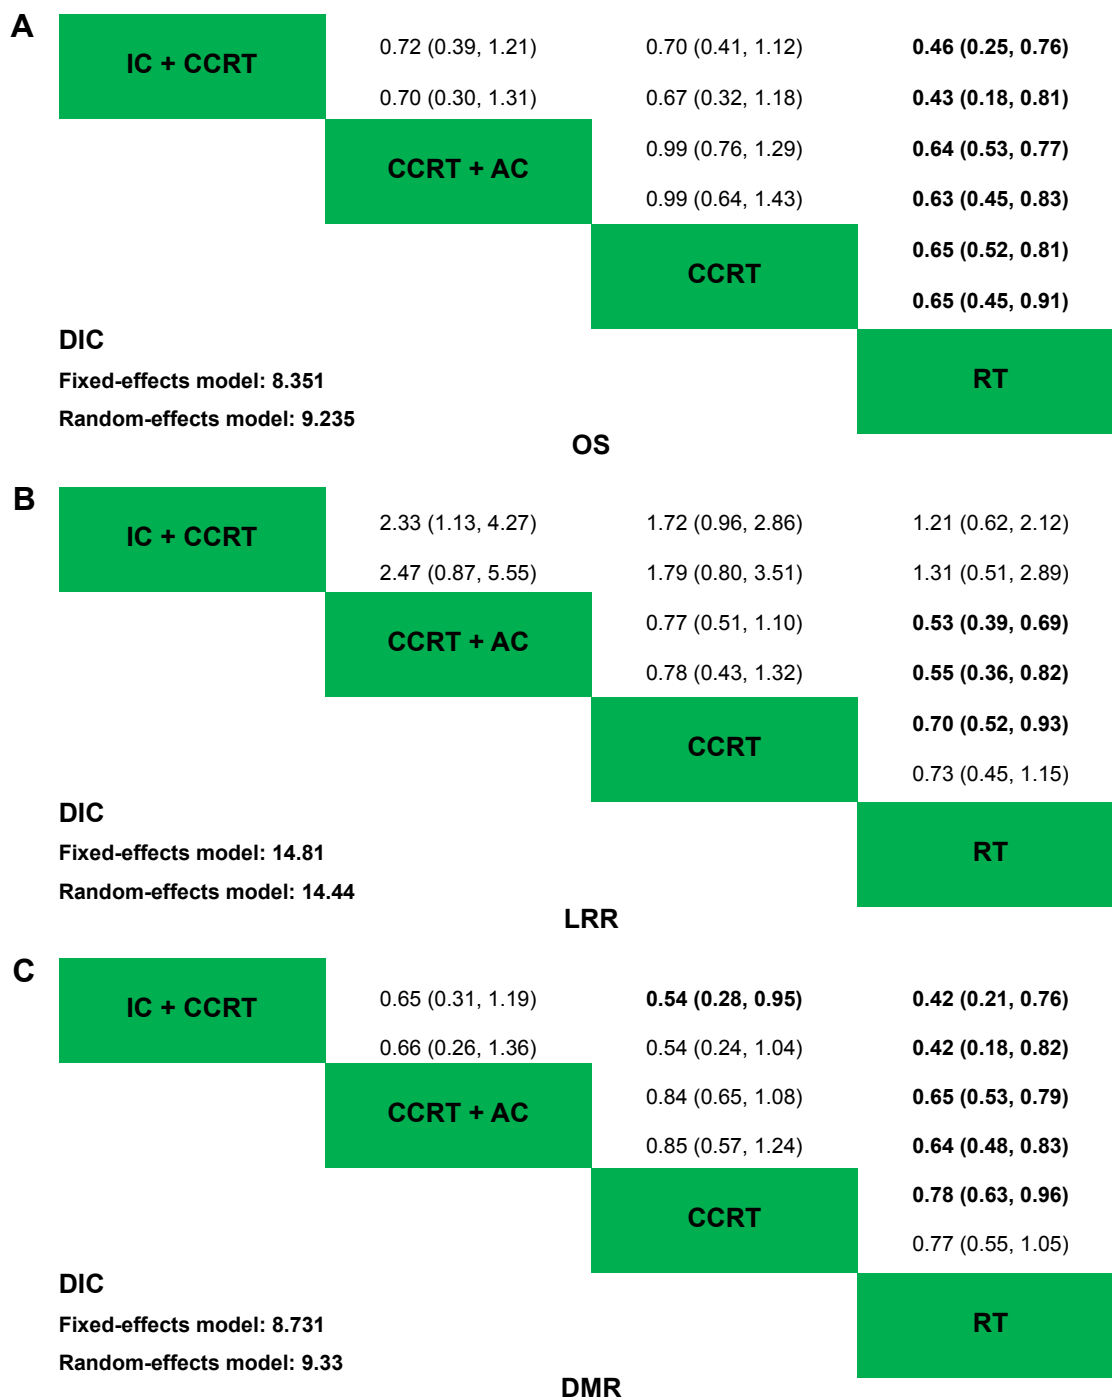 A
IC + CCRT
0.72 (0.39, 1.21)
0.70 (0.41, 1.12)
0.46 (0.25, 0.76)
0.70 (0.30, 1.31)
0.67 (0.32, 1.18)
0.43 (0.18, 0.81)
CCRT + AC
0.99 (0.76, 1.29)
0.64 (0.53, 0.77)
0.99 (0.64, 1.43)
0.63 (0.45, 0.83)
CCRT
0.65 (0.52, 0.81)
0.65 (0.45, 0.91)
DIC
Fixed-effects model: 8.351
Random-effects model: 9.235
RT
OS
B
IC + CCRT
2.33 (1.13, 4.27)
1.72 (0.96, 2.86)
1.21 (0.62, 2.12)
2.47 (0.87, 5.55)
1.79 (0.80, 3.51)
1.31 (0.51, 2.89)
CCRT + AC
0.77 (0.51, 1.10)
0.53 (0.39, 0.69)
0.78 (0.43, 1.32)
0.55 (0.36, 0.82)
CCRT
0.70 (0.52, 0.93)
0.73 (0.45, 1.15)
DIC
Fixed-effects model: 14.81
Random-effects model: 14.44
RT
LRR
C
IC + CCRT
0.65 (0.31, 1.19)
0.54 (0.28, 0.95)
0.42 (0.21, 0.76)
0.66 (0.26, 1.36)
0.54 (0.24, 1.04)
0.42 (0.18, 0.82)
CCRT + AC
0.84 (0.65, 1.08)
0.65 (0.53, 0.79)
0.85 (0.57, 1.24)
0.64 (0.48, 0.83)
CCRT
0.78 (0.63, 0.96)
0.77 (0.55, 1.05)
DIC
Fixed-effects model: 8.731
Random-effects model: 9.33
RT
DMR